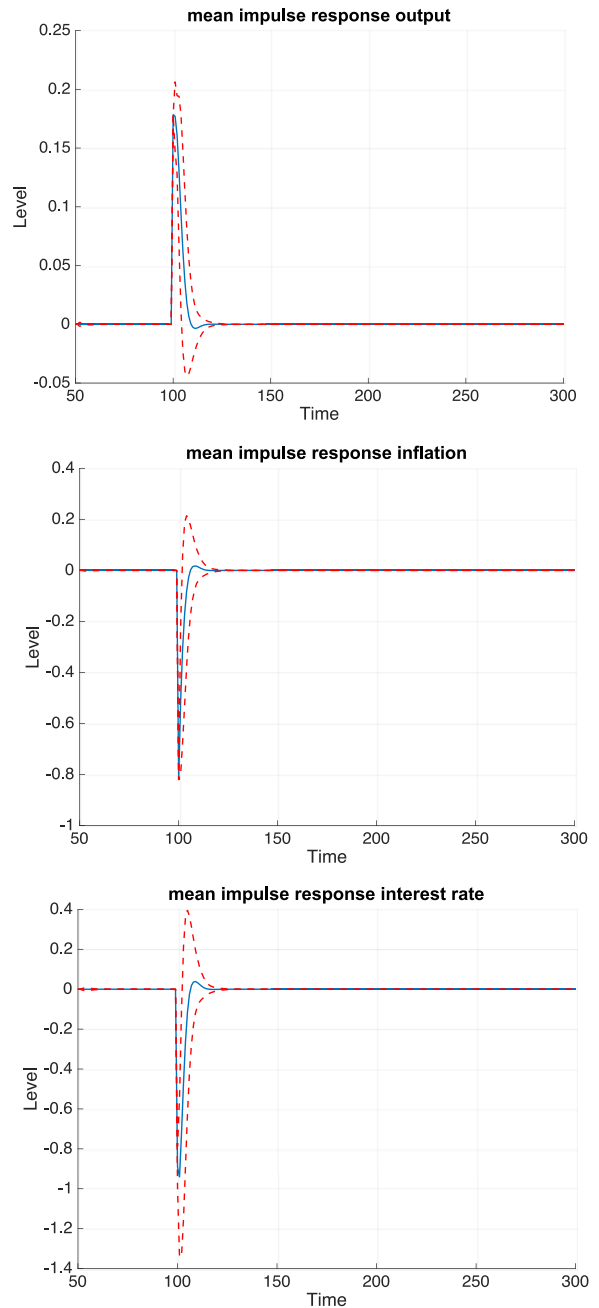 mean impulse response output
0.25
0.2
0.15
0.1
0.05
0
-0.05
Level
50 100 150 200 250 300
Time
mean impulse response inflation
0.4
0.2
0
-0.2
-0.4
-0.6
-0.8
-1
Level
50 100 150 200 250 300
Time
mean impulse response interest rate
0.4
0.2
0
-0.2
-0.4
-0.6
-0.8
-1
-1.2
-1.4
Level
50 100 150 200 250 300
Time